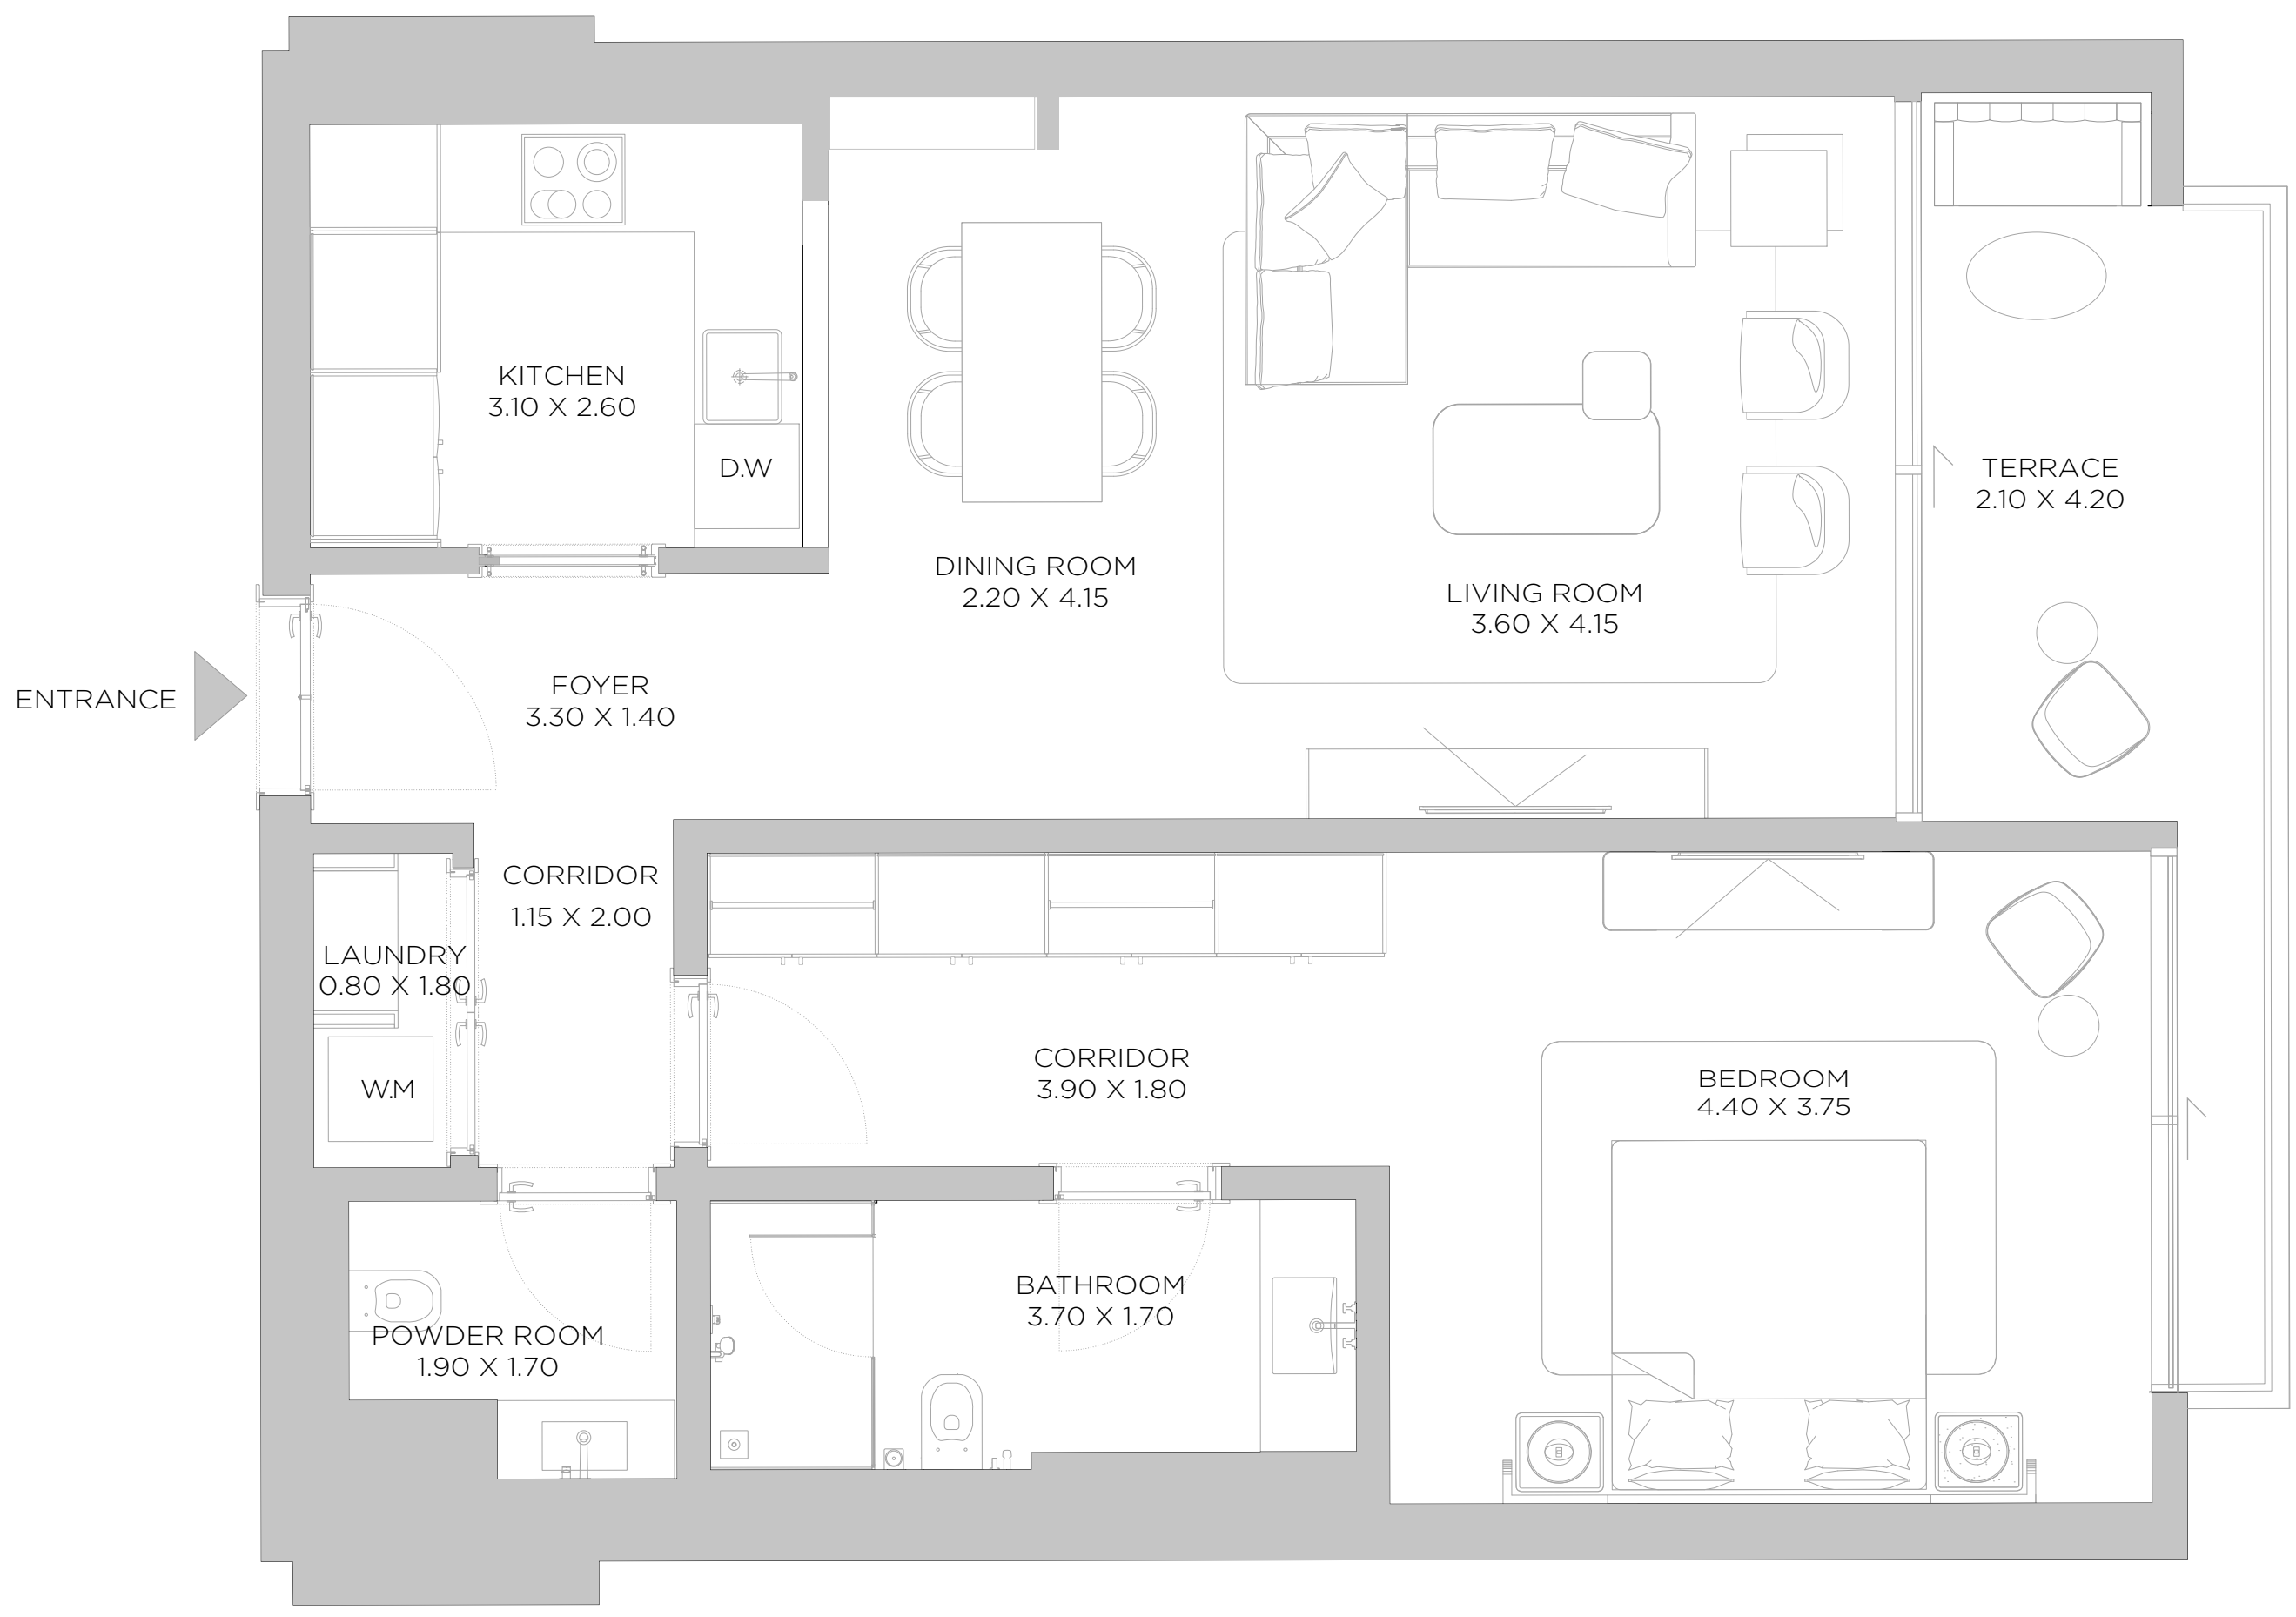 KITCHEN
3.10 X 2.60
D.W
TERRACE
2.10 X 4.20
DINING ROOM
2.20 X 4.15
LIVING ROOM
3.60 X 4.15
ENTRANCE
FOYER
3.30 X 1.40
CORRIDOR
1.15 X 2.00
LAUNDRY
0.80 X 1.80
W.M
CORRIDOR
3.90 X 1.80
BEDROOM
4.40 X 3.75
BATHROOM
3.70 X 1.70
POWDER ROOM
1.90 X 1.70